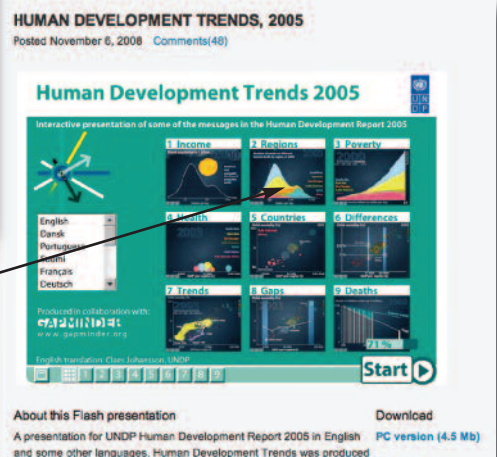 HUMAN DEVELOPMENT TRENDS, 2005
Posted November 6, 2008 Comments(48)
Human Development Trends 2005
U N
D P
Interactive presentation of some of the messages in the Human Development Report 2005
1 Income
2 Regions
3 Poverty
4 Health
5 Countries
6 Differences
7 Trends
8 Gaps
9 Deaths
2000
2003
71 %
English
Dansk
Portuguese
Suomi
Français
Deutsch
Produced in collaboration with:
GAPMINDER
www.gapminder.org
English translation: Claes Johansson, UNDP
1 2 3 4 5 6 7 8 9
Start
About this Flash presentation
Download
A presentation for UNDP Human Development Report 2005 in English
PC version (4.5 Mb)
and some other languages. Human Development Trends was produced